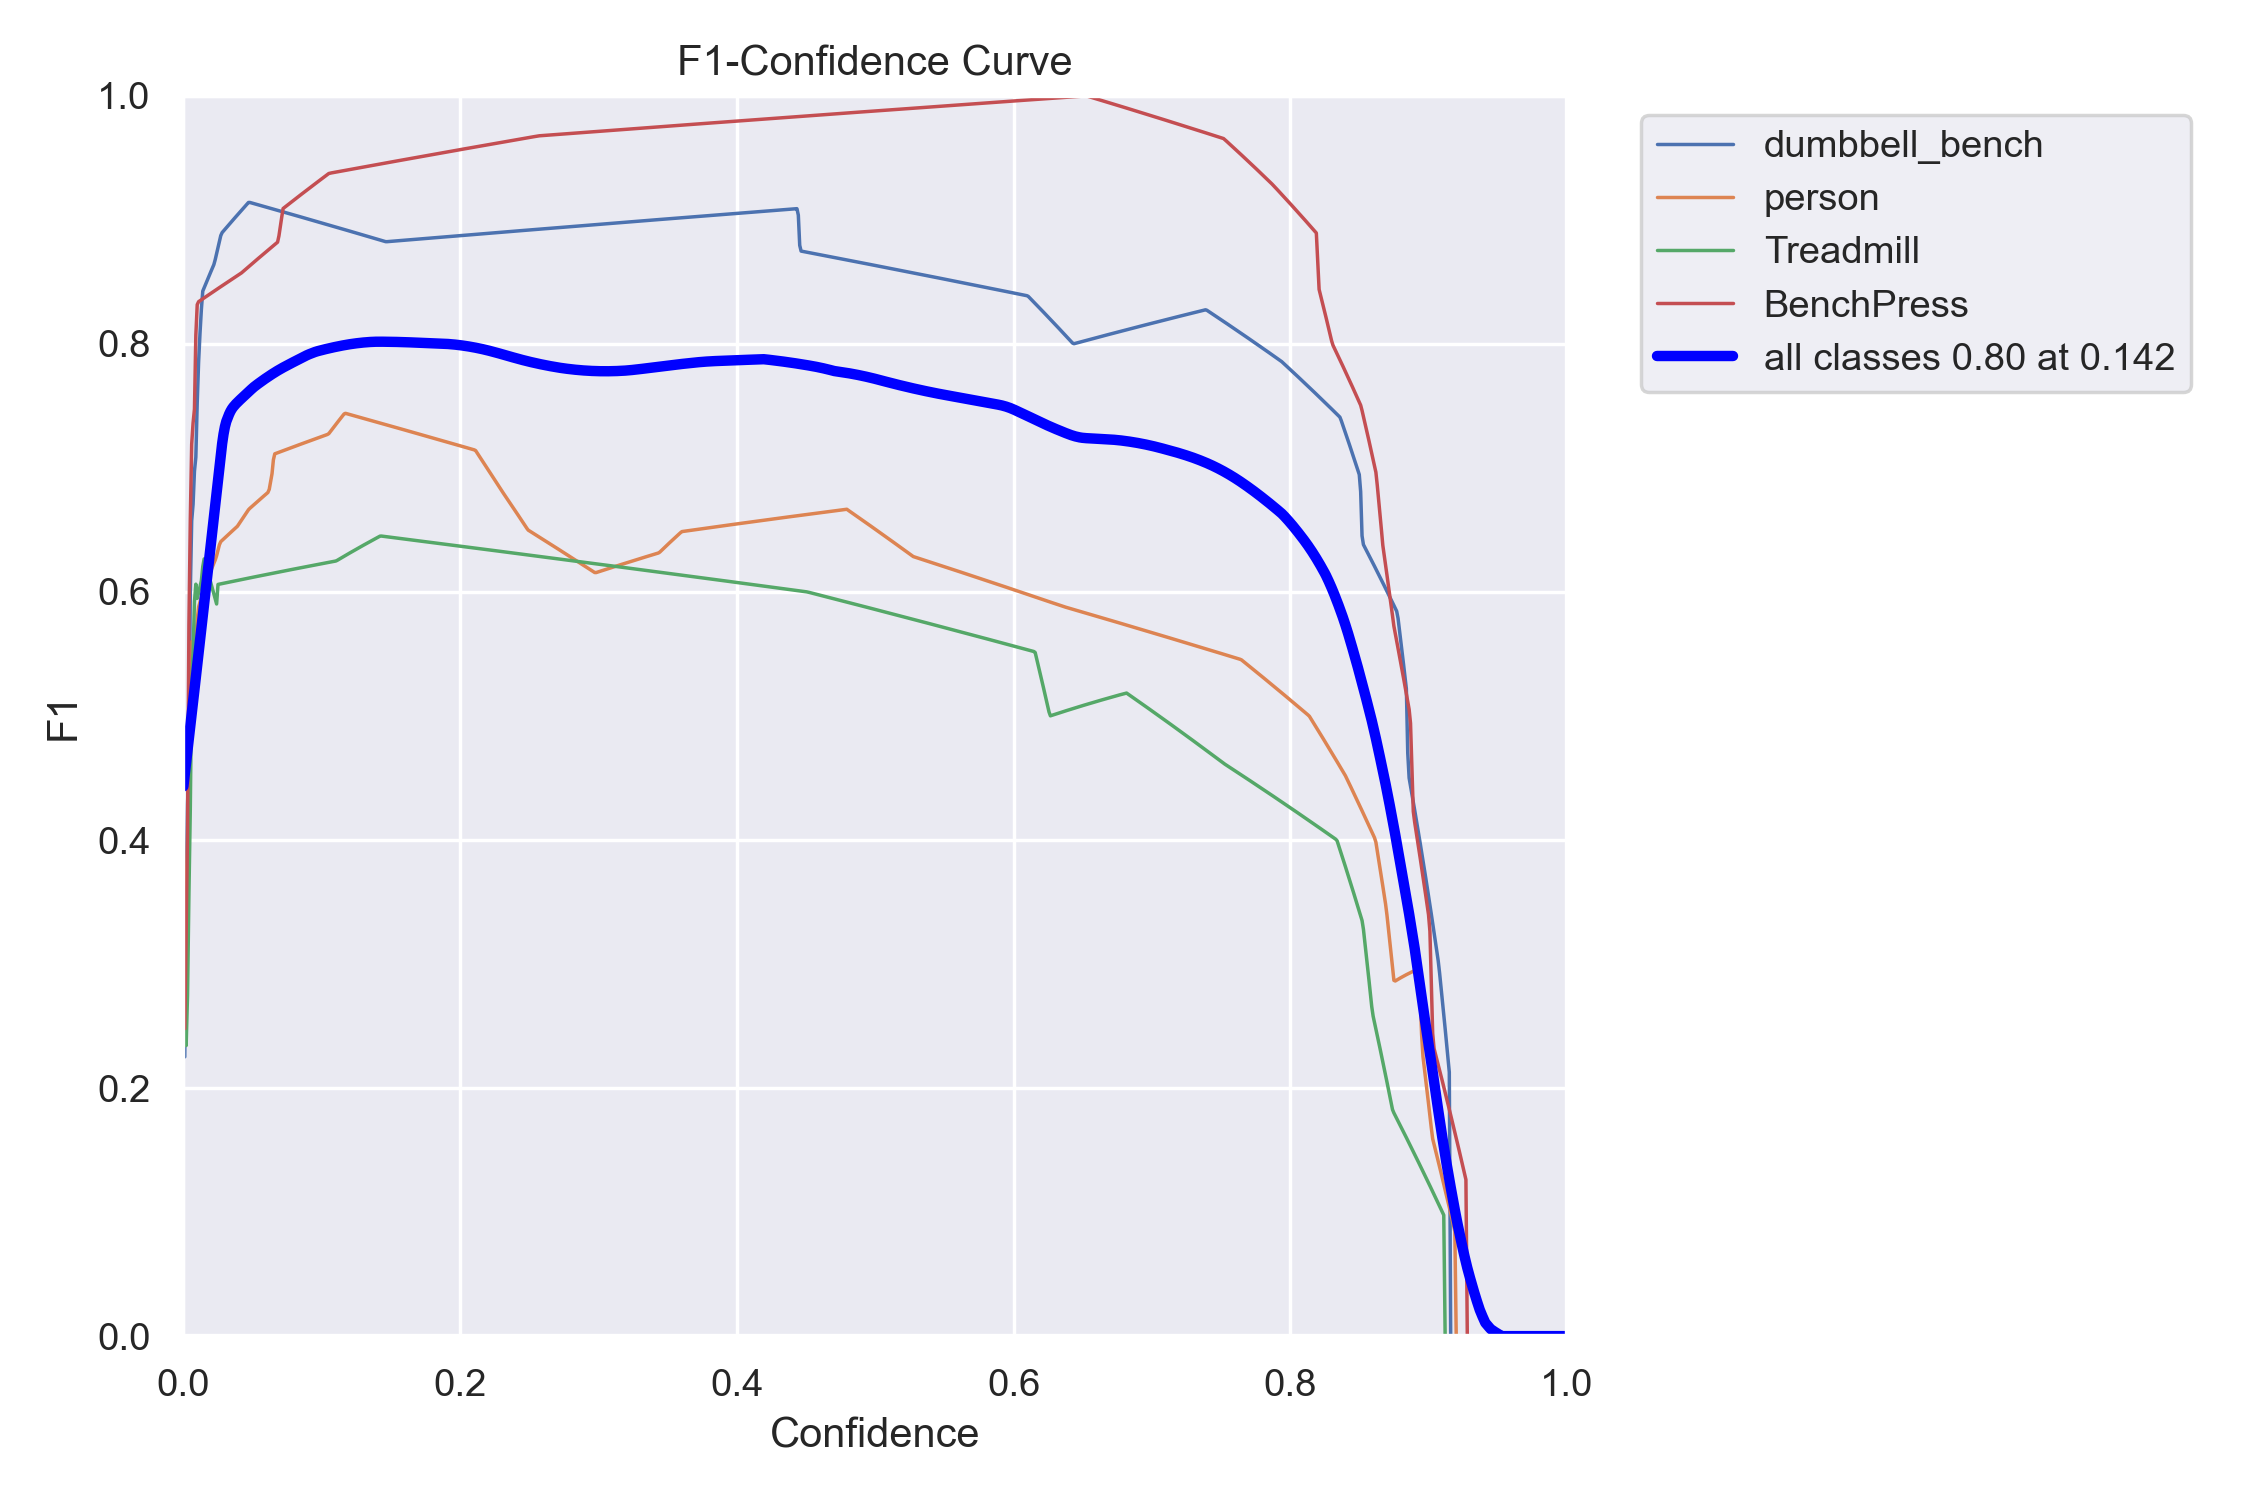 F1-Confidence Curve
1.0
0.8
0.6
0.4
0.2
0.0
F1
0.0 0.2 0.4 0.6 0.8 1.0
Confidence
dumbbell_bench
person
Treadmill
BenchPress
all classes 0.80 at 0.142